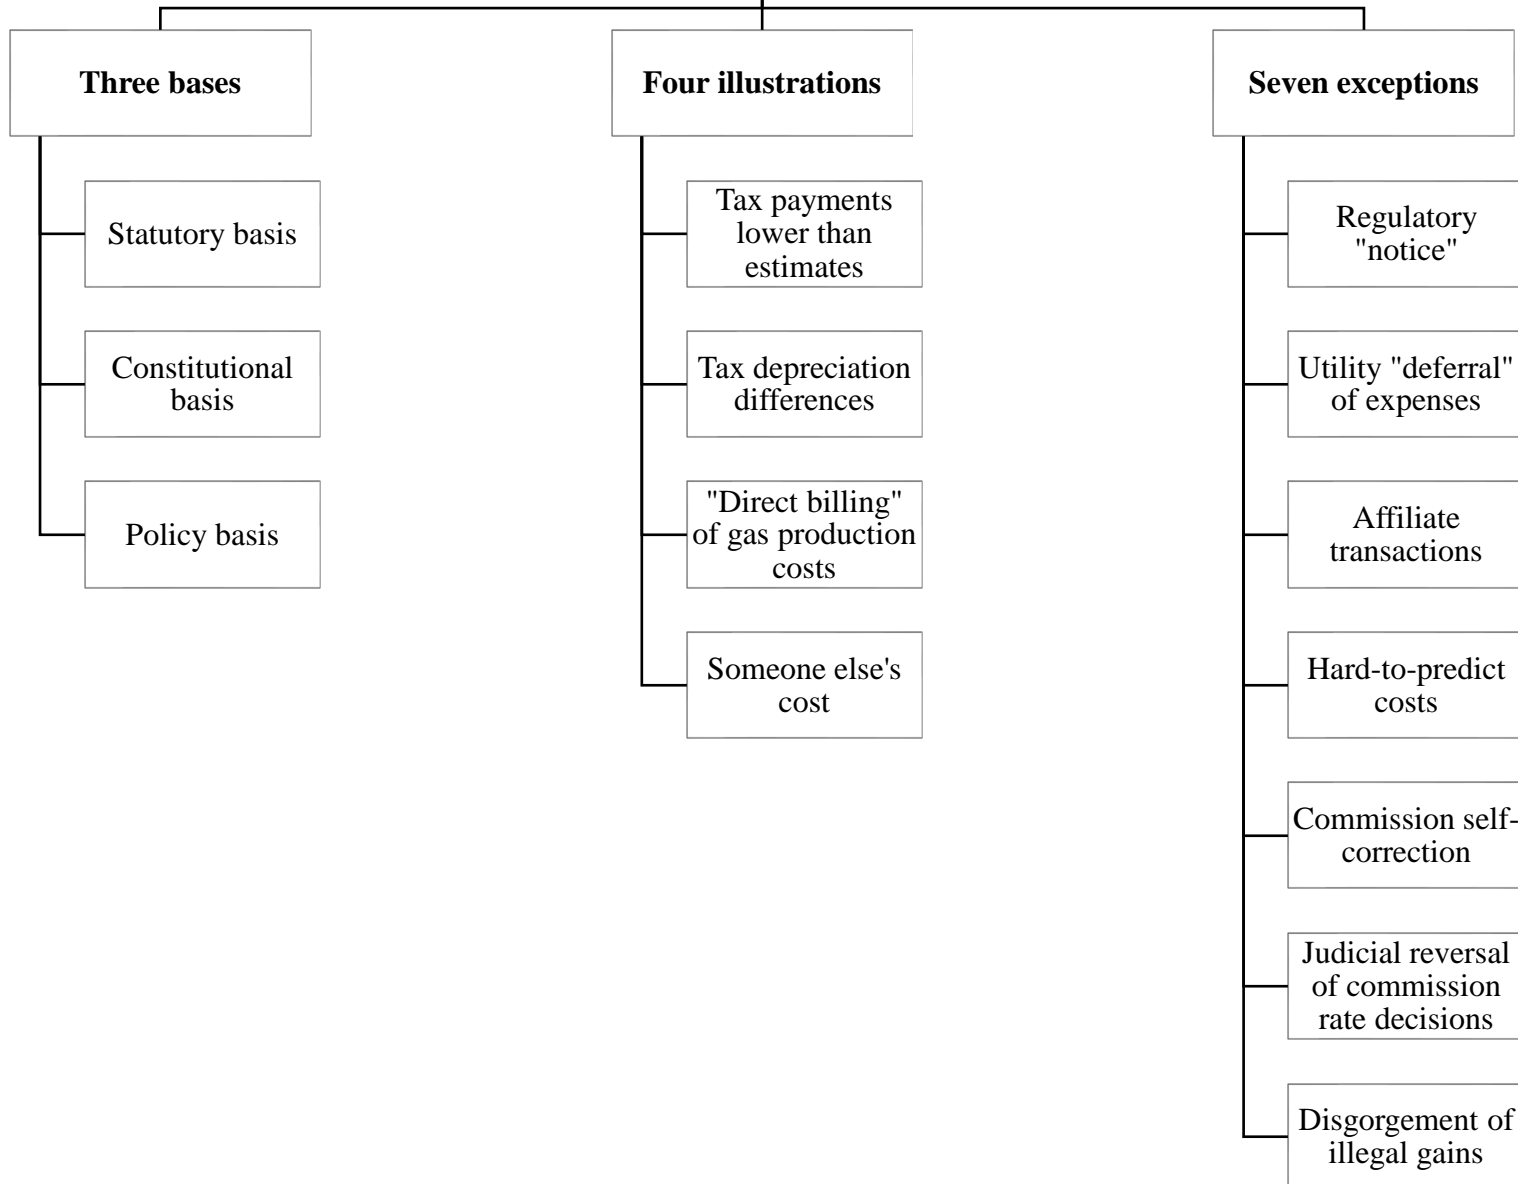 Three bases
Statutory basis
Constitutional
basis
Policy basis
Four illustrations
Tax payments
lower than
estimates
Tax depreciation
differences
"Direct billing"
of gas production
costs
Someone else's
cost
Seven exceptions
Regulatory
"notice"
Utility "deferral"
of expenses
Affiliate
transactions
Hard-to-predict
costs
Commission self-
correction
Judicial reversal
of commission
rate decisions
Disgorgement of
illegal gains